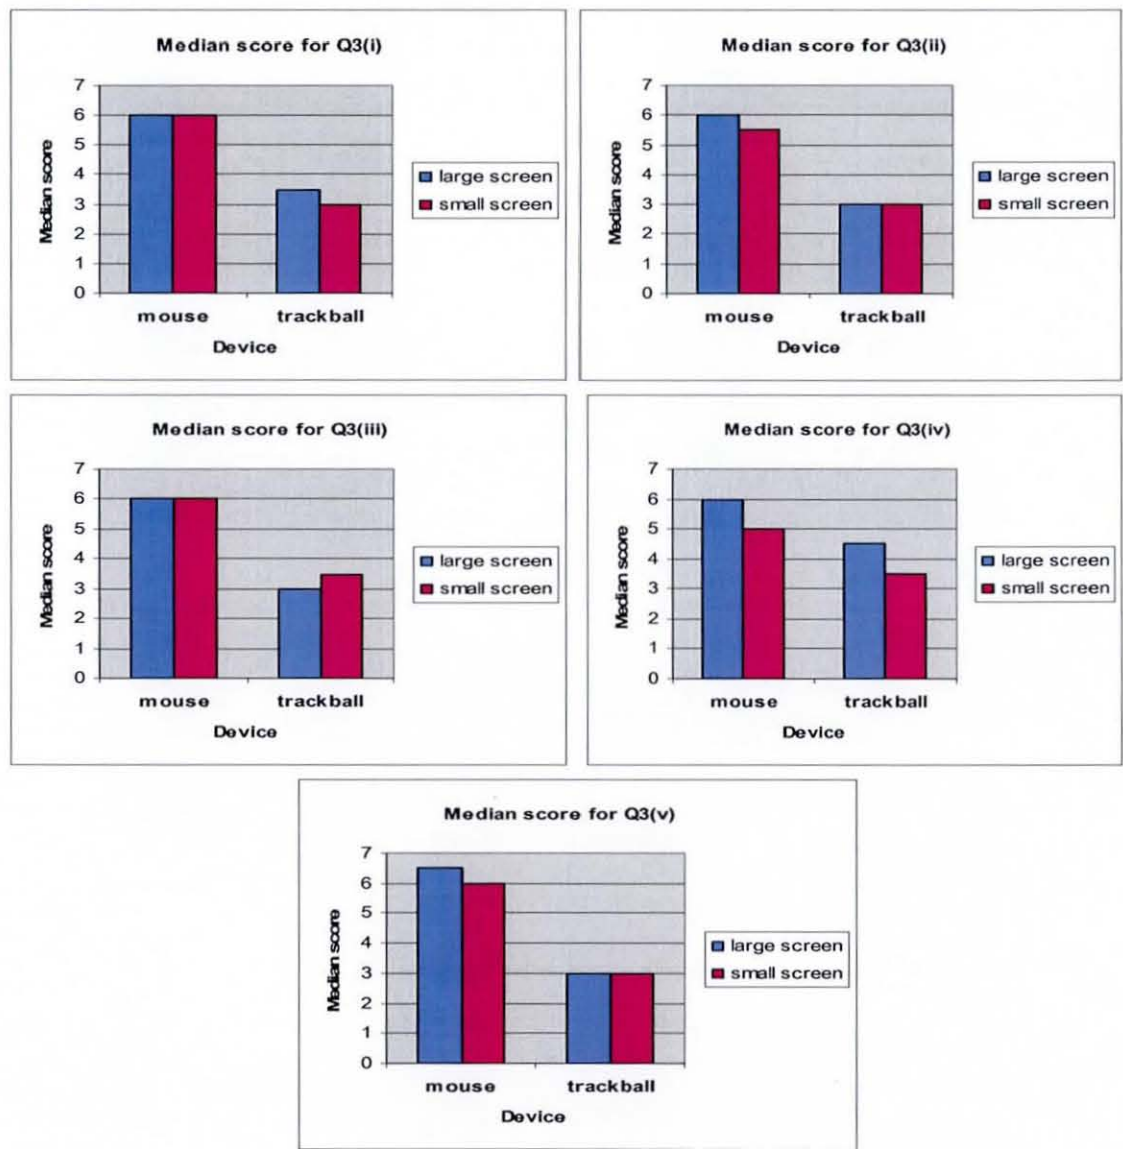 Median score for Q3(i)
7
6
5
4
3
2
1
0
Median score
mouse trackball
Device
large screen
small screen
Median score for Q3(ii)
7
6
5
4
3
2
1
0
Median score
mouse trackball
Device
large screen
small screen
Median score for Q3(iii)
7
6
5
4
3
2
1
0
Median score
mouse trackball
Device
large screen
small screen
Median score for Q3(iv)
7
6
5
4
3
2
1
0
Median score
mouse trackball
Device
large screen
small screen
Median score for Q3(v)
7
6
5
4
3
2
1
0
Median score
mouse trackball
Device
large screen
small screen